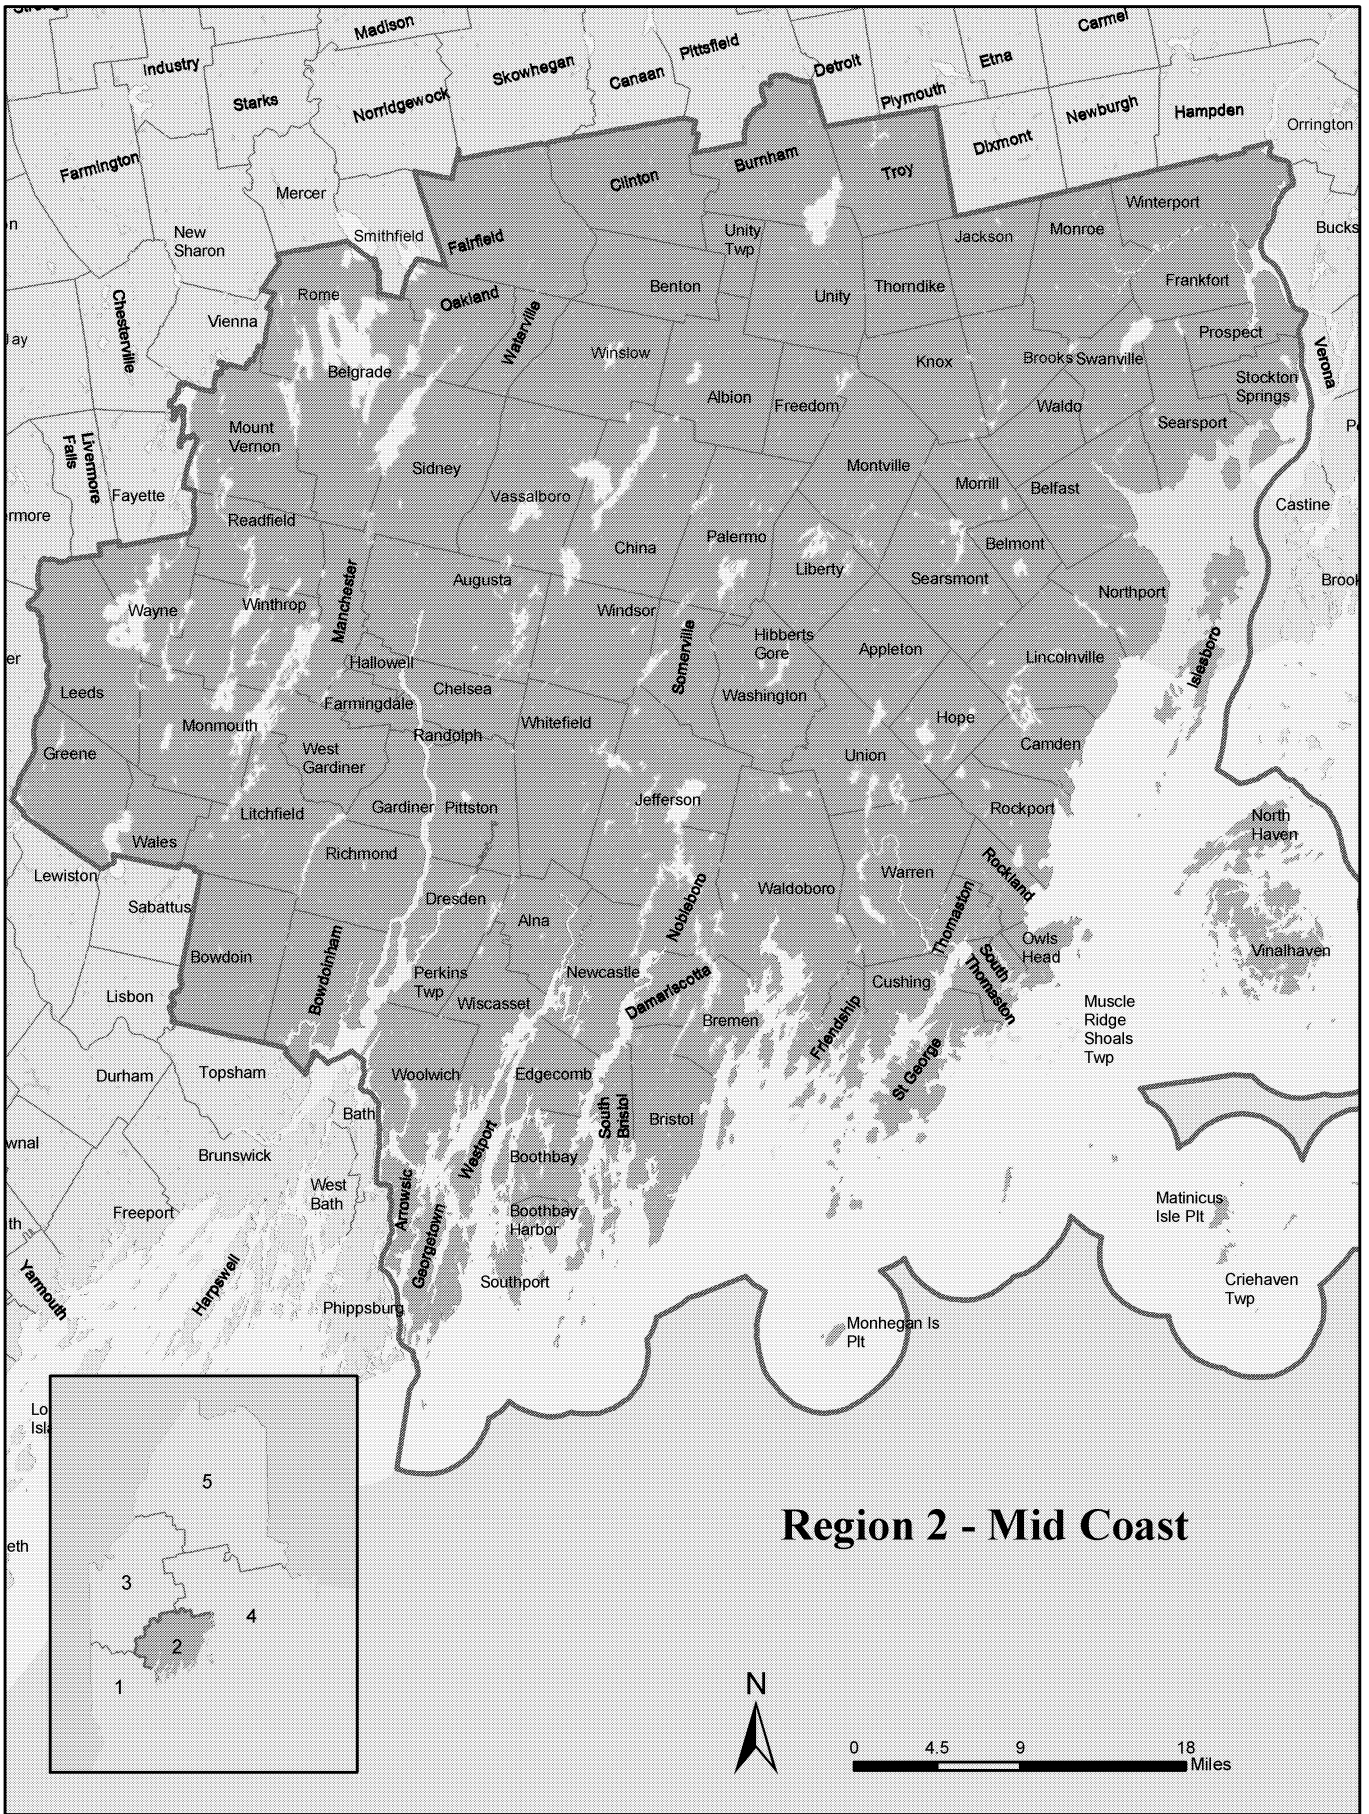 Madison
Carmel
Industry
Skowhegan
Canaan
Pittsfield
Detroit
Etna
Starks
Norridgewock
Plymouth
Newburgh
Hampden
Orrington
Farmington
Mercer
Clinton
Burnham
Troy
Dixmont
Winterport
New
Sharon
Smithfield
Fairfield
Unity
Twp
Jackson
Monroe
Bucks
Rome
Oakland
Benton
Unity
Thorndike
Frankfort
Chesterville
Vienna
Waterville
Winslow
Knox
Brooks
Swanville
Prospect
Verona
Belgrade
Albion
Freedom
Waldo
Stockton
Springs
Searsport
Livermore
Falls
Mount
Vernon
Sidney
Vassalboro
Montville
Morrill
Belfast
Fayette
ermore
Readfield
Castine
China
Palermo
Liberty
Belmont
Searsmont
Northport
Brook
Wayne
Winthrop
Manchester
Augusta
Windsor
Somerville
Hibberts
Gore
Appleton
Lincolnville
Islesboro
er
Hallowell
Leeds
Farmingdale
Chelsea
Washington
Monmouth
Randolph
Whitefield
Hope
Camden
Greene
West
Gardiner
Union
Litchfield
Gardiner
Pittston
Jefferson
Rockport
North
Haven
Wales
Richmond
Lewiston
Sabattus
Dresden
Alna
Nobleboro
Waldoboro
Warren
Thomaston
Rockland
Owls
Head
Vinalhaven
Bowdoin
Bowdoinham
Perkins
Twp
Newcastle
Wiscasset
Damariscotta
Bremen
Friendship
Cushing
South
Thomaston
Muscle
Ridge
Shoals
Twp
Lisbon
Durham
Topsham
Woolwich
Edgecomb
South
Bristol
Bristol
St George
Bath
wnal
Brunswick
West
Bath
Arrowsic
Westport
Boothbay
Boothbay
Harbor
Freeport
th
Georgetown
Matinicus
Isle Plt
Yarmouth
Harpswell
Phippsburg
Southport
Criehaven
Twp
Monhegan Is
Plt
Lo
Isla
eth
5
3
4
2
1
Region 2 - Mid Coast
N
0 4.5 9 18
Miles